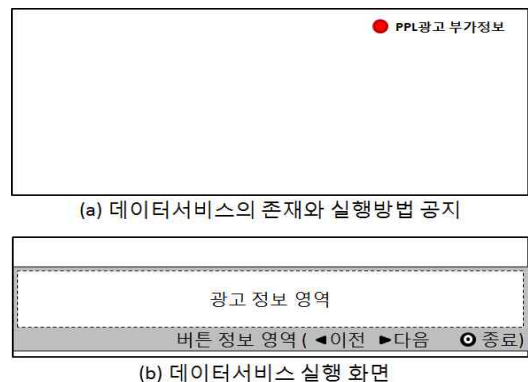 PPL광고 부가정보
(a) 데이터서비스의 존재와 실행방법 공지
광고 정보 영역
버튼 정보 영역 ( ◄이전 ►다음 ⊙ 종료)
(b) 데이터서비스 실행 화면